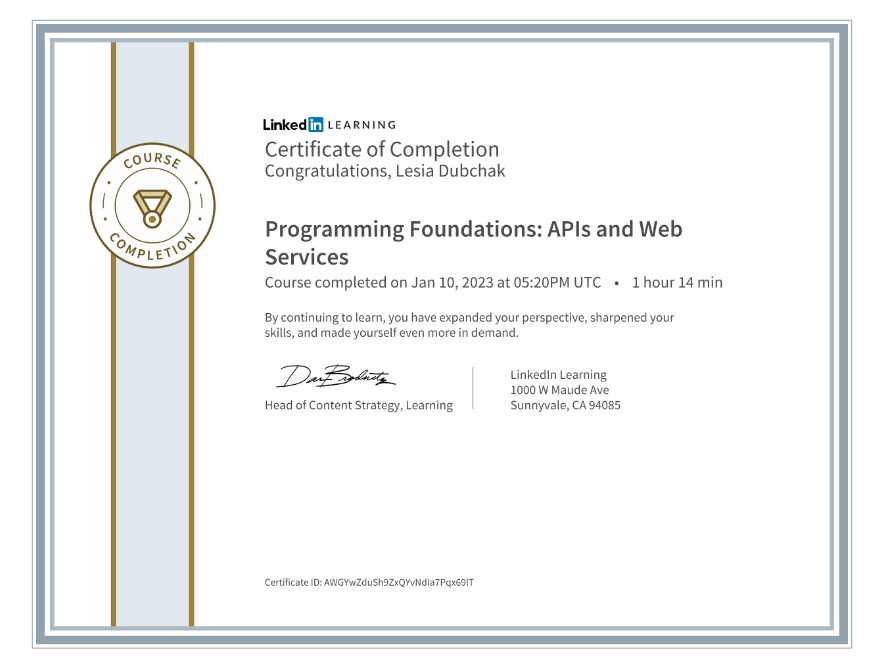 COURSE
COMPLETION
Linkedin LEARNING
Certificate of Completion
Congratulations, Lesia Dubchak
Programming Foundations: APIs and Web
Services
Course completed on Jan 10, 2023 at 05:20PM UTC • 1 hour 14 min
By continuing to learn, you have expanded your perspective, sharpened your
skills, and made yourself even more in demand.
Head of Content Strategy, Learning
LinkedIn Learning
1000 W Maude Ave
Sunnyvale, CA 94085
Certificate ID: AWGYwZduSh9ZxQYvNdIa7Pqx69lT